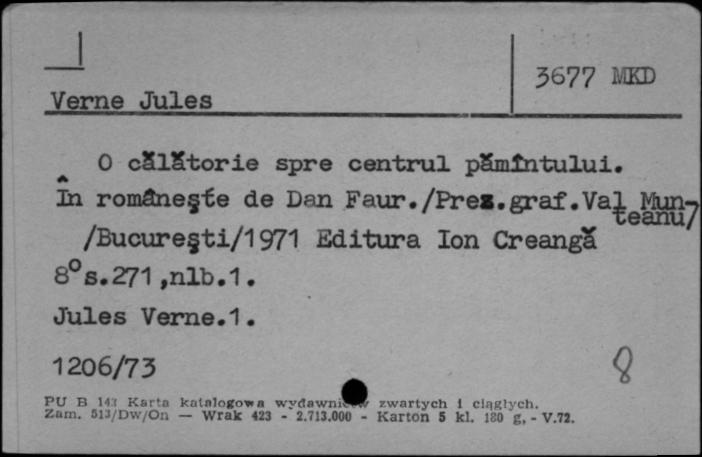 3677 MKD
Verne Jules
O călătorie spre centrul pămîntului.
În românește de Dan Faur./Prez.graf.Val Mun-
teanu/
/București/1971 Editura Ion Creangă
8° s.271,nlb.1.
Jules Verne.1.
1206/73
8
PU B 143 Karta katalogowa wydawnictw zwartych i ciągłych.
Zam. 513/Dw/On — Wrak 423 - 2.713.000 - Karton 5 kl. 180 g, - V.72.